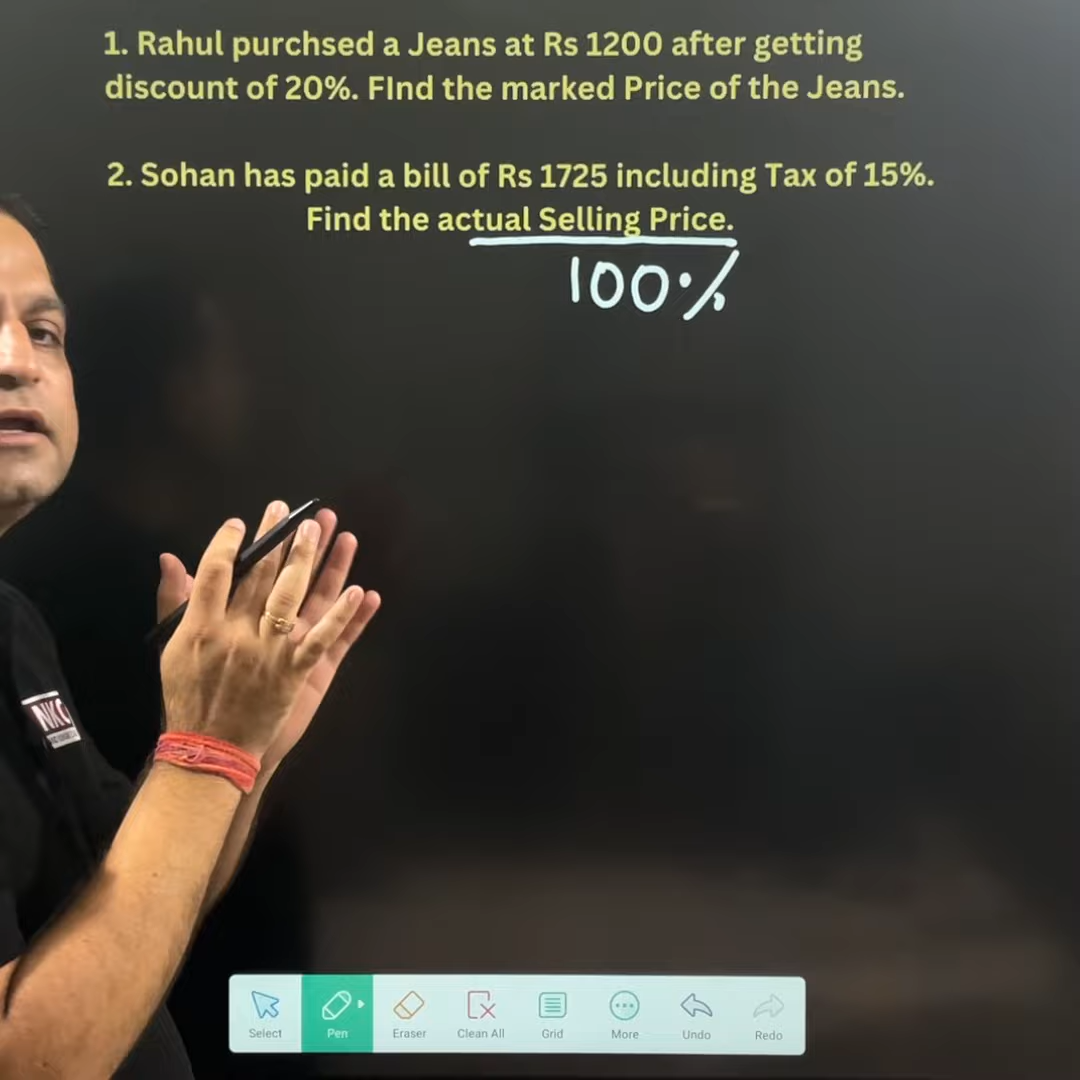 1. Rahul purchsed a Jeans at Rs 1200 after getting
discount of 20%. FInd the marked Price of the Jeans.
2. Sohan has paid a bill of Rs 1725 including Tax of 15%.
Find the actual Selling Price.
100%
NKC
Select Pen Eraser Clean All Grid More Undo Redo